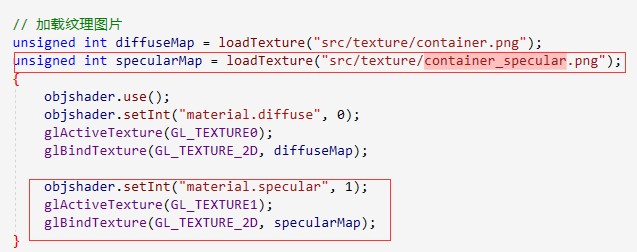 // 加载纹理图片
unsigned int diffuseMap = loadTexture("src/texture/container.png");
unsigned int specularMap = loadTexture("src/texture/container_specular.png");
{
objshader.use();
objshader.setInt("material.diffuse", 0);
glActiveTexture(GL_TEXTURE0);
glBindTexture(GL_TEXTURE_2D, diffuseMap);
objshader.setInt("material.specular", 1);
glActiveTexture(GL_TEXTURE1);
glBindTexture(GL_TEXTURE_2D, specularMap);
}